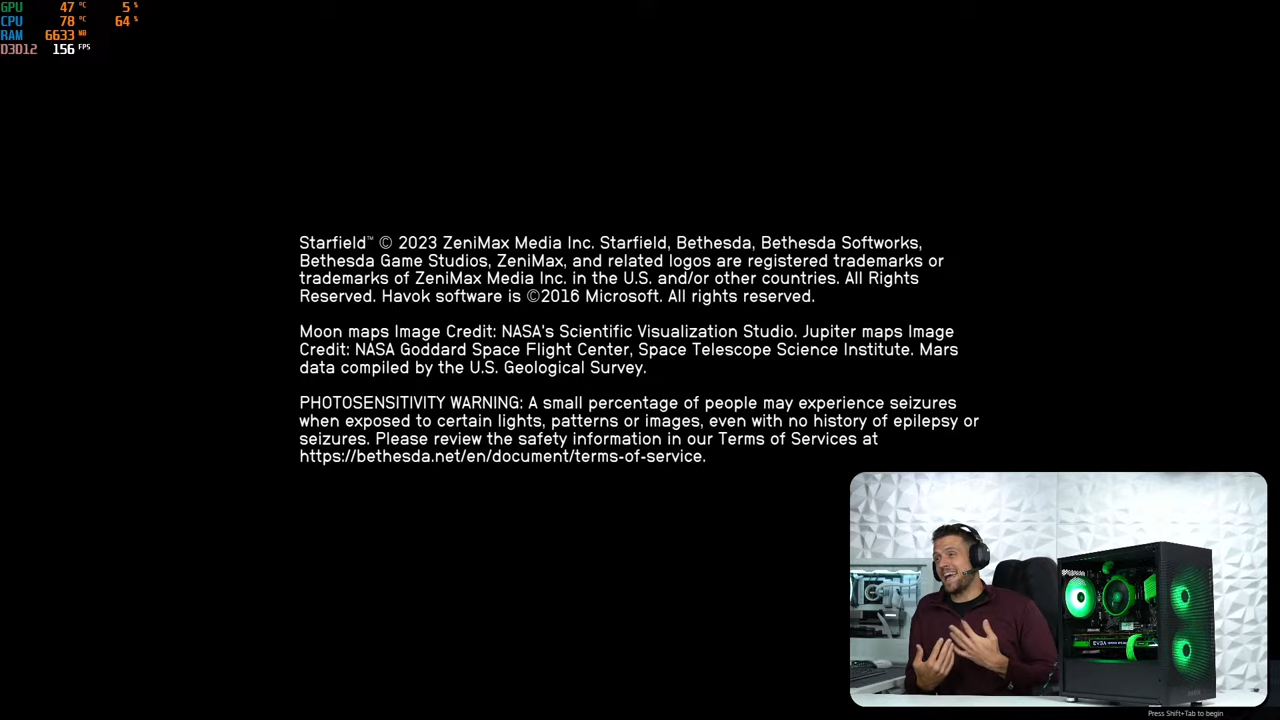 GPU 47 °C 5 %
CPU 78 °C 64 %
RAM 6633 MB
D3D12 156 FPS
Starfield™ © 2023 ZeniMax Media Inc. Starfield, Bethesda, Bethesda Softworks,
Bethesda Game Studios, ZeniMax, and related logos are registered trademarks or
trademarks of ZeniMax Media Inc. in the U.S. and/or other countries. All Rights
Reserved. Havok software is ©2016 Microsoft. All rights reserved.
Moon maps Image Credit: NASA's Scientific Visualization Studio. Jupiter maps Image
Credit: NASA Goddard Space Flight Center, Space Telescope Science Institute. Mars
data compiled by the U.S. Geological Survey.
PHOTOSENSITIVITY WARNING: A small percentage of people may experience seizures
when exposed to certain lights, patterns or images, even with no history of epilepsy or
seizures. Please review the safety information in our Terms of Services at
https://bethesda.net/en/document/terms-of-service.
EVGA
Press Shift+Tab to begin